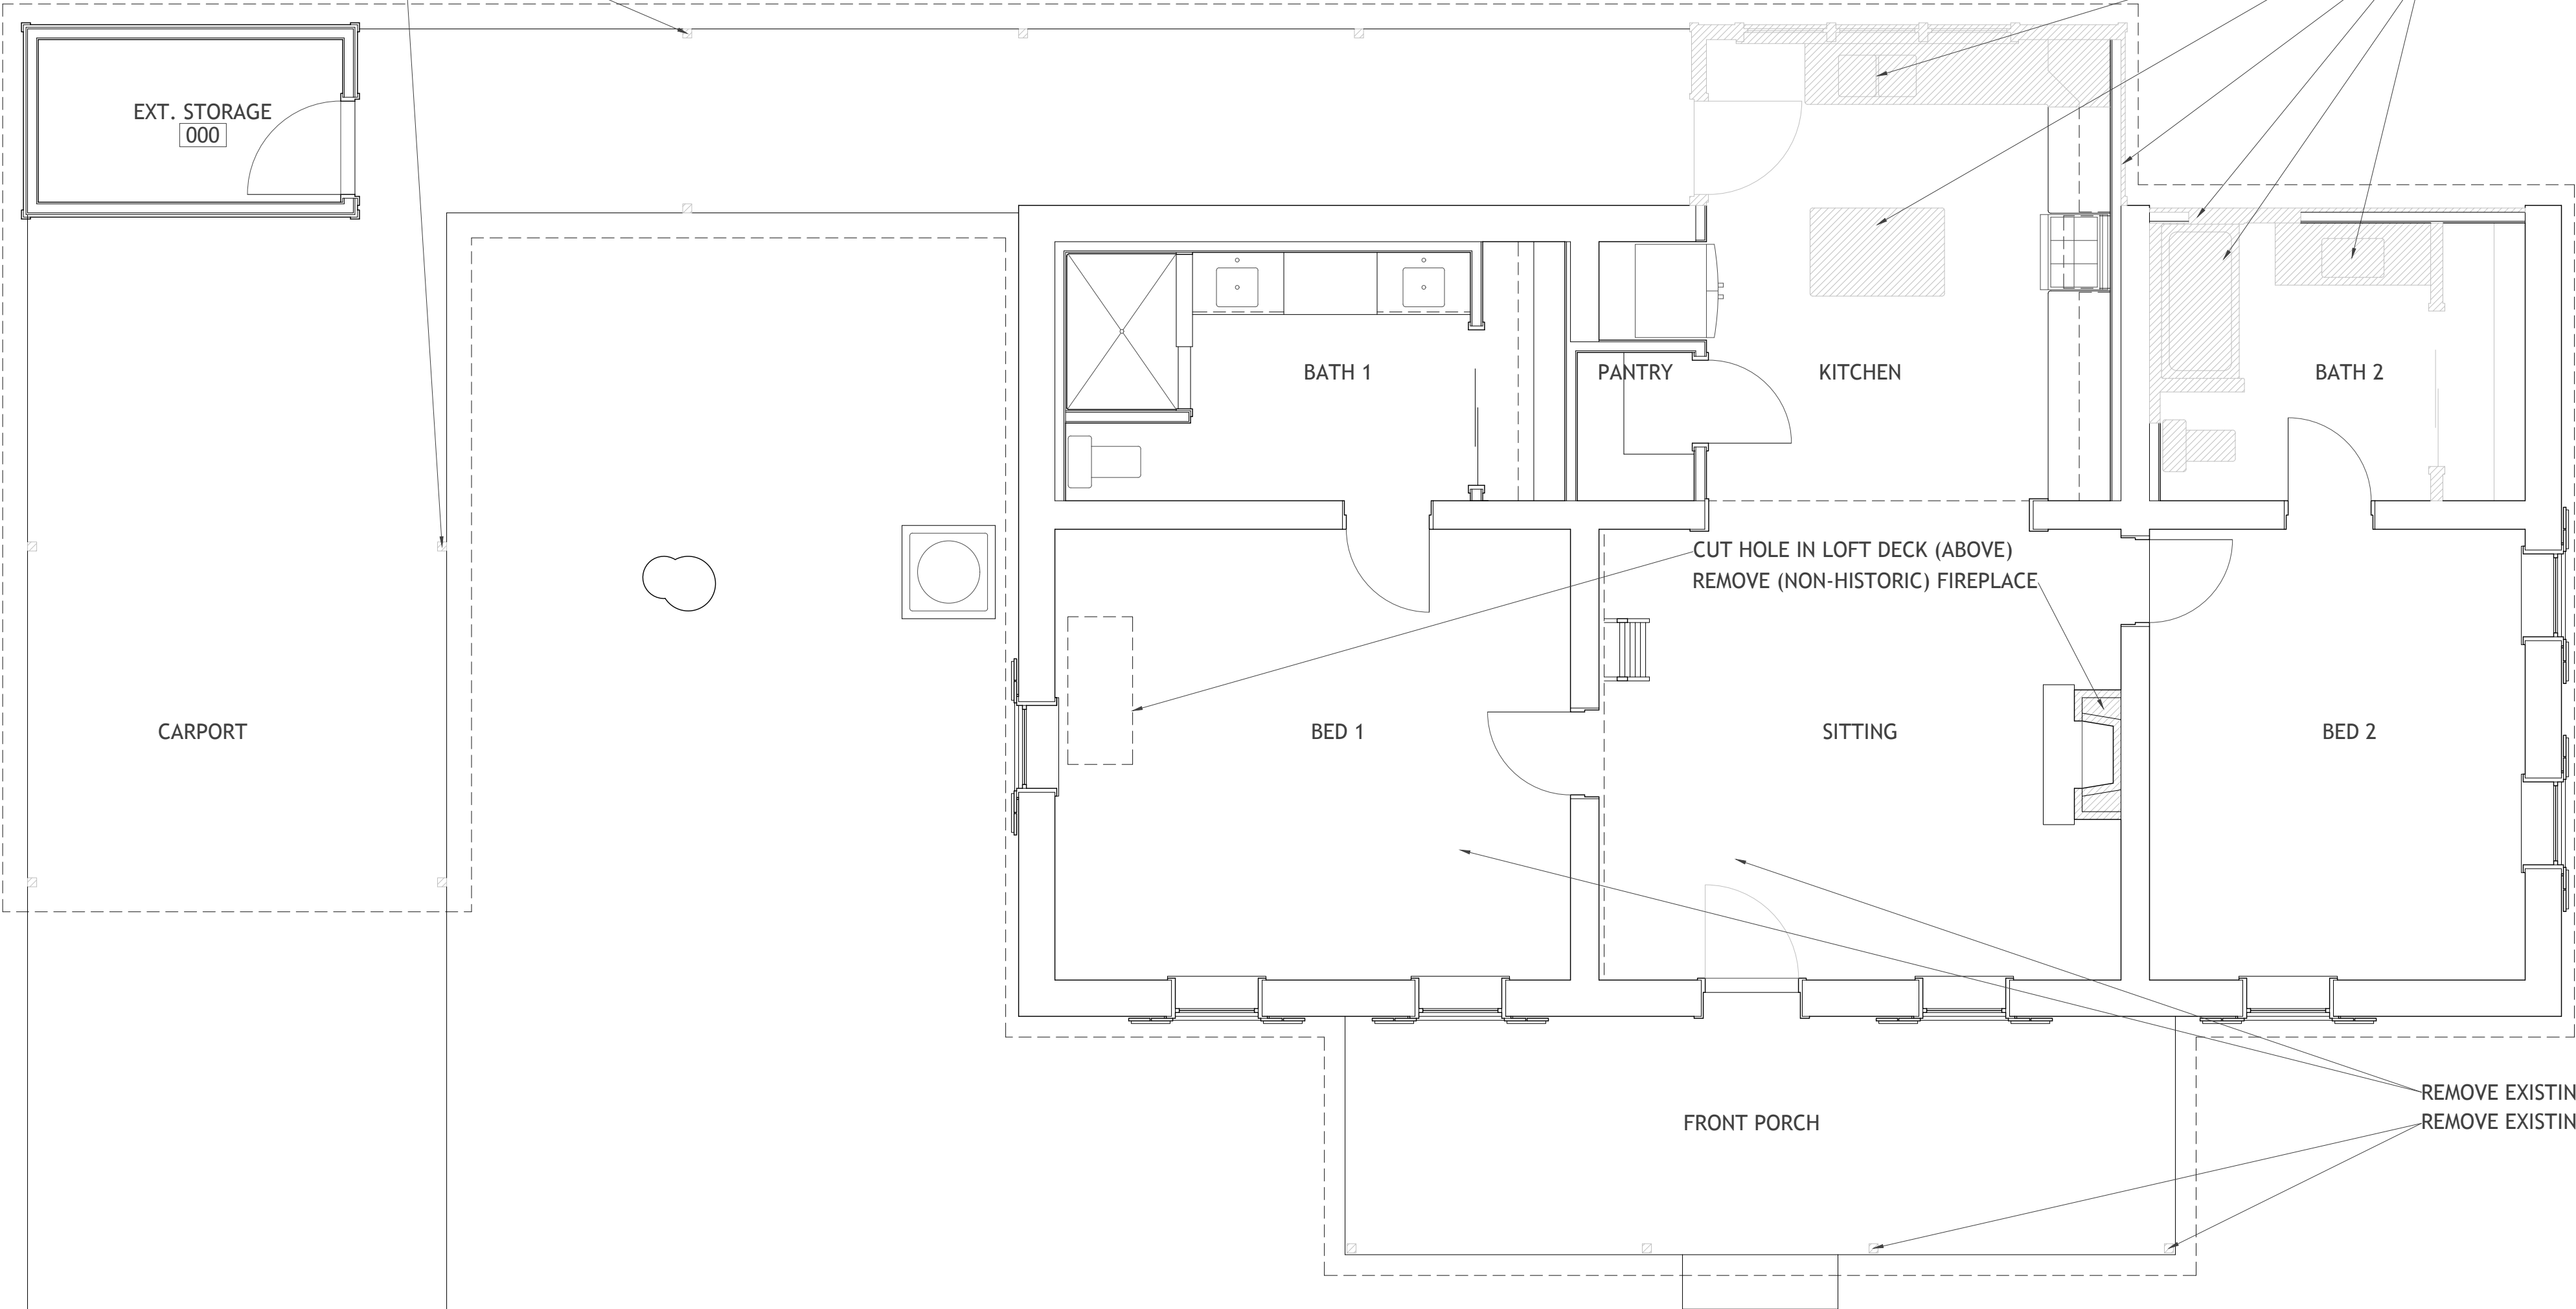 EXT. STORAGE
000
BATH 1
PANTRY
KITCHEN
BATH 2
CUT HOLE IN LOFT DECK (ABOVE)
REMOVE (NON-HISTORIC) FIREPLACE
CARPORT
BED 1
SITTING
BED 2
REMOVE EXISTIN
REMOVE EXISTIN
FRONT PORCH